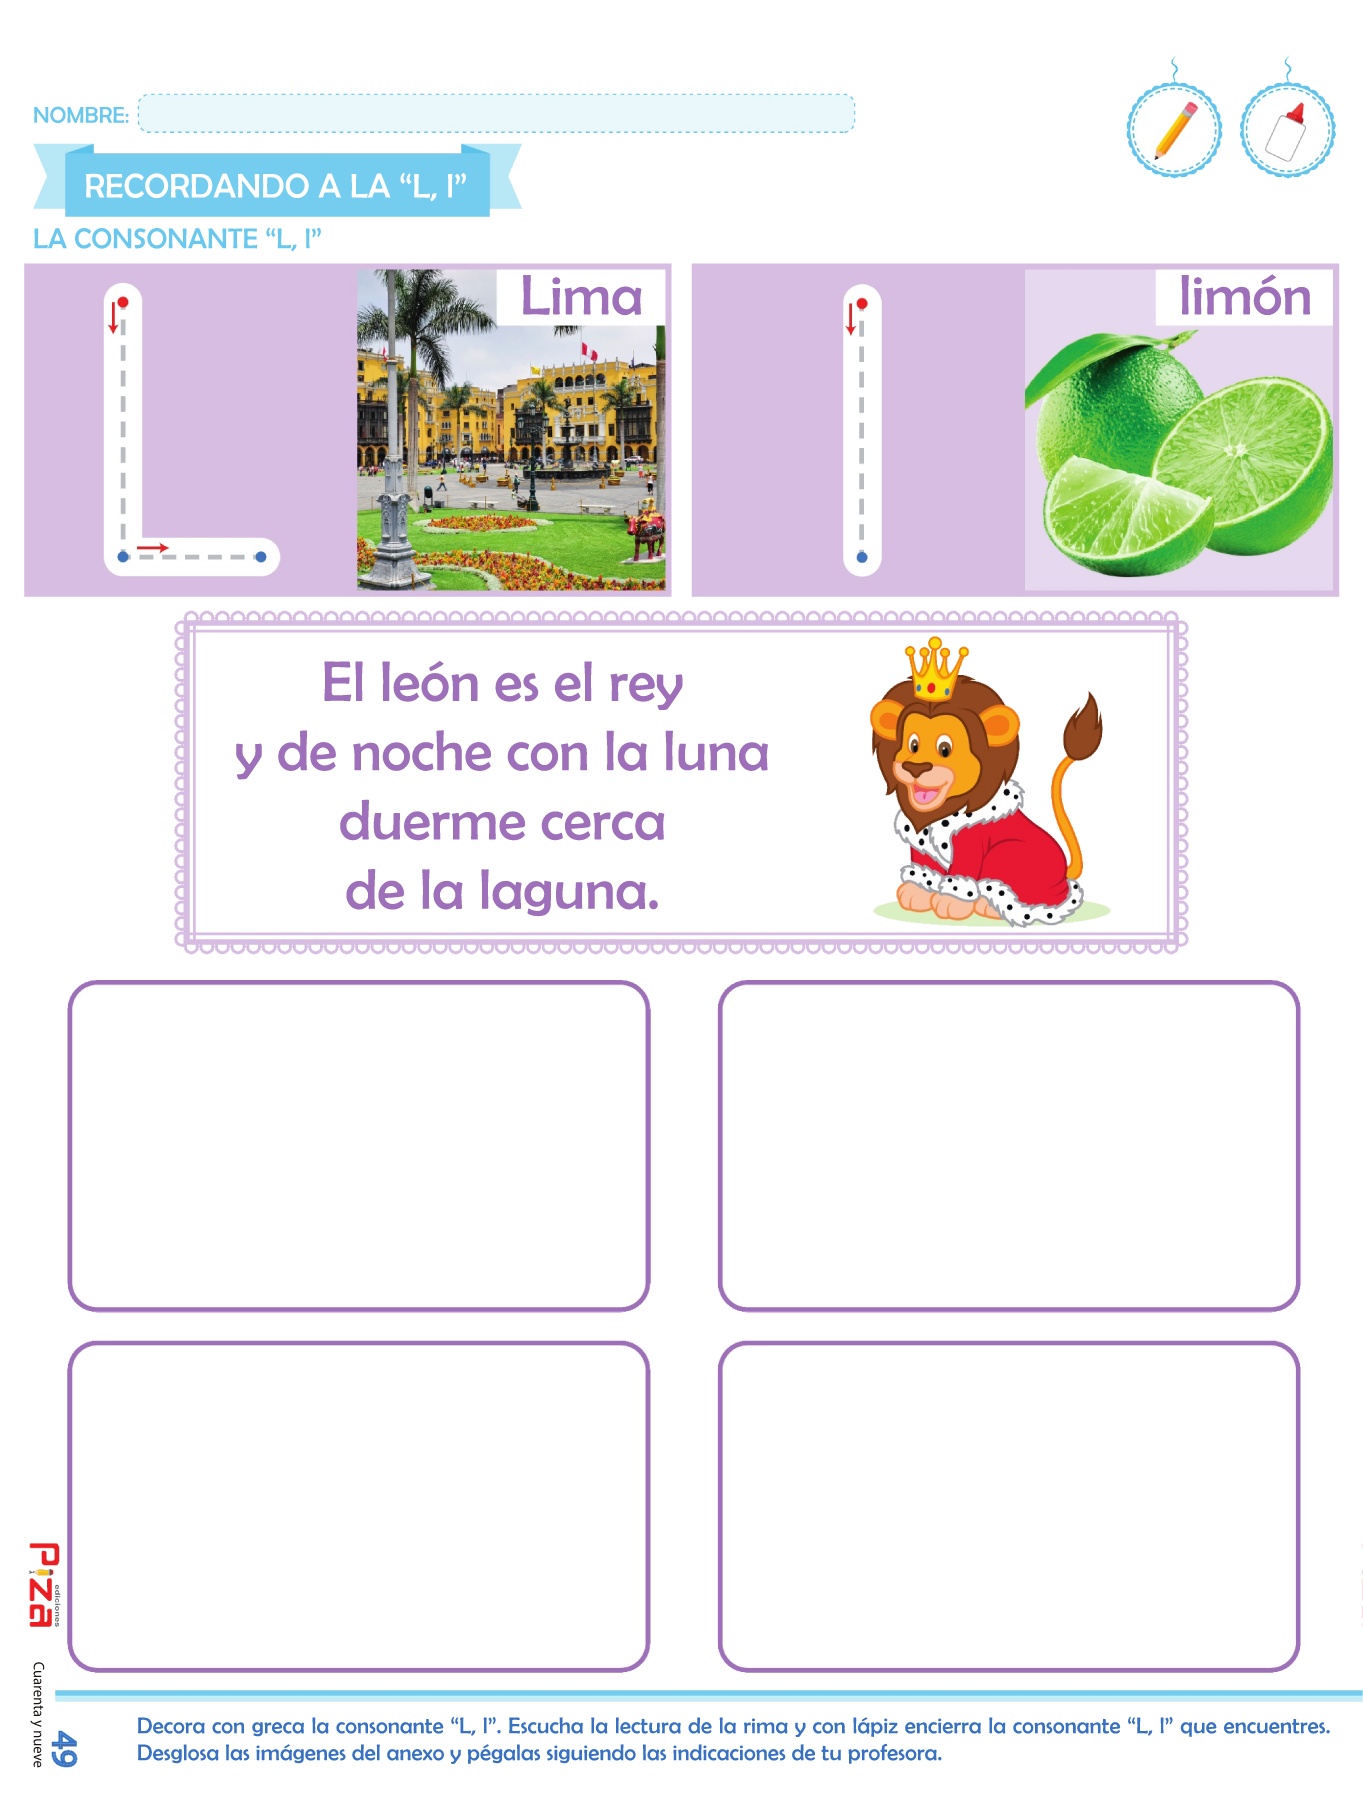 NOMBRE:
RECORDANDO A LA “L, l”
LA CONSONANTE “L, l”
Lima
limón
El león es el rey
y de noche con la luna
duerme cerca
de la laguna.
Piza
ediciones
Cuarenta y nueve
49
Decora con greca la consonante “L, l”. Escucha la lectura de la rima y con lápiz encierra la consonante “L, l” que encuentres.
Desglosa las imágenes del anexo y pégalas siguiendo las indicaciones de tu profesora.